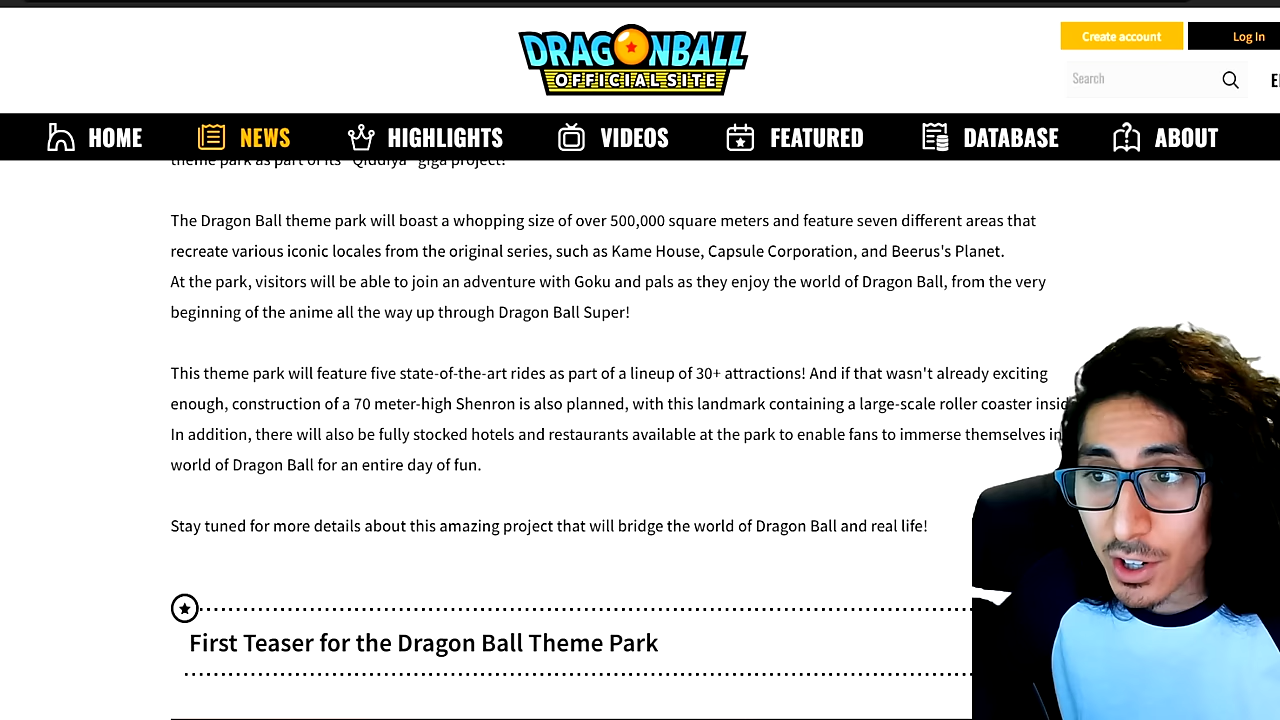 DRAGONBALL
OFFICIAL SITE
Create account
Log In
Search
HOME
NEWS
HIGHLIGHTS
VIDEOS
FEATURED
DATABASE
ABOUT
theme park as part of its "Qiddiya" giga project!
The Dragon Ball theme park will boast a whopping size of over 500,000 square meters and feature seven different areas that
recreate various iconic locales from the original series, such as Kame House, Capsule Corporation, and Beerus's Planet.
At the park, visitors will be able to join an adventure with Goku and pals as they enjoy the world of Dragon Ball, from the very
beginning of the anime all the way up through Dragon Ball Super!
This theme park will feature five state-of-the-art rides as part of a lineup of 30+ attractions! And if that wasn't already exciting
enough, construction of a 70 meter-high Shenron is also planned, with this landmark containing a large-scale roller coaster
In addition, there will also be fully stocked hotels and restaurants available at the park to enable fans to immerse themselves in
world of Dragon Ball for an entire day of fun.
Stay tuned for more details about this amazing project that will bridge the world of Dragon Ball and real life!
First Teaser for the Dragon Ball Theme Park